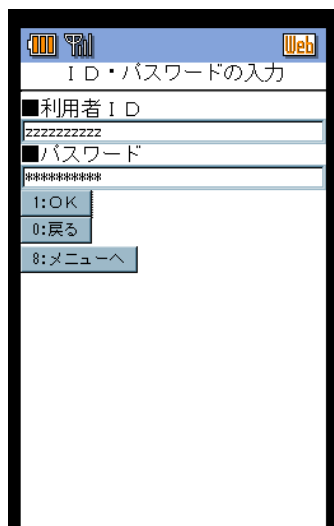 Web
ＩＤ・パスワードの入力
■利用者ＩＤ
zzzzzzzzzz
■パスワード
**********
1:ＯＫ
0:戻る
8:メニューへ